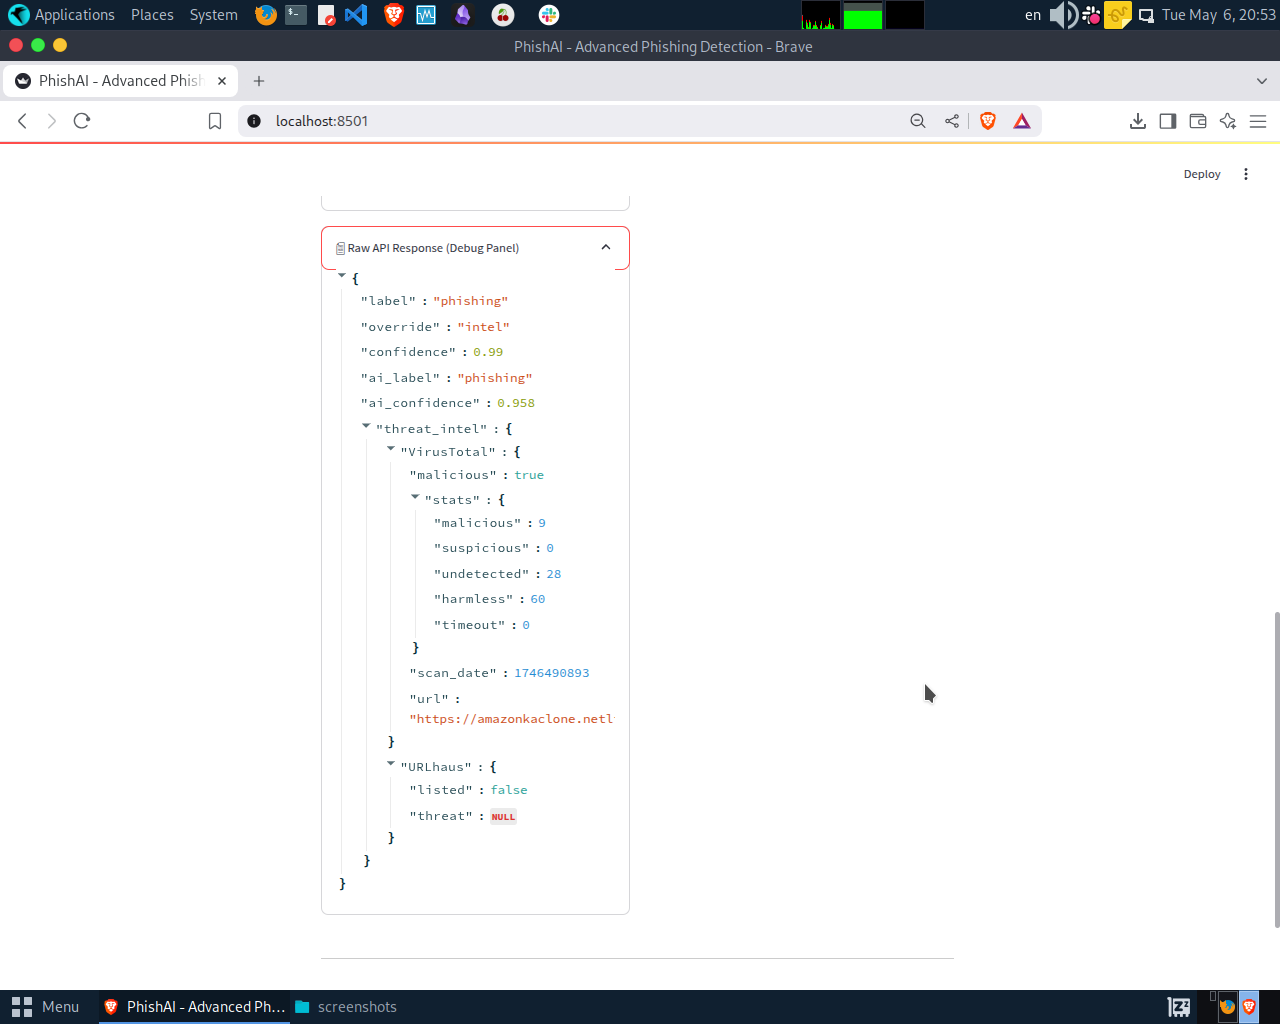 Applications Places System
en
Tue May 6, 20:53
PhishAI - Advanced Phishing Detection - Brave
PhishAI - Advanced Phish
localhost:8501
Deploy
Raw API Response (Debug Panel)
{
"label" : "phishing"
"override" : "intel"
"confidence" : 0.99
"ai_label" : "phishing"
"ai_confidence" : 0.958
"threat_intel" : {
"VirusTotal" : {
"malicious" : true
"stats" : {
"malicious" : 9
"suspicious" : 0
"undetected" : 28
"harmless" : 60
"timeout" : 0
}
"scan_date" : 1746490893
"url" :
"https://amazonkaclone.netl
}
"URLhaus" : {
"listed" : false
"threat" : NULL
}
}
}
Menu PhishAI - Advanced Ph... screenshots